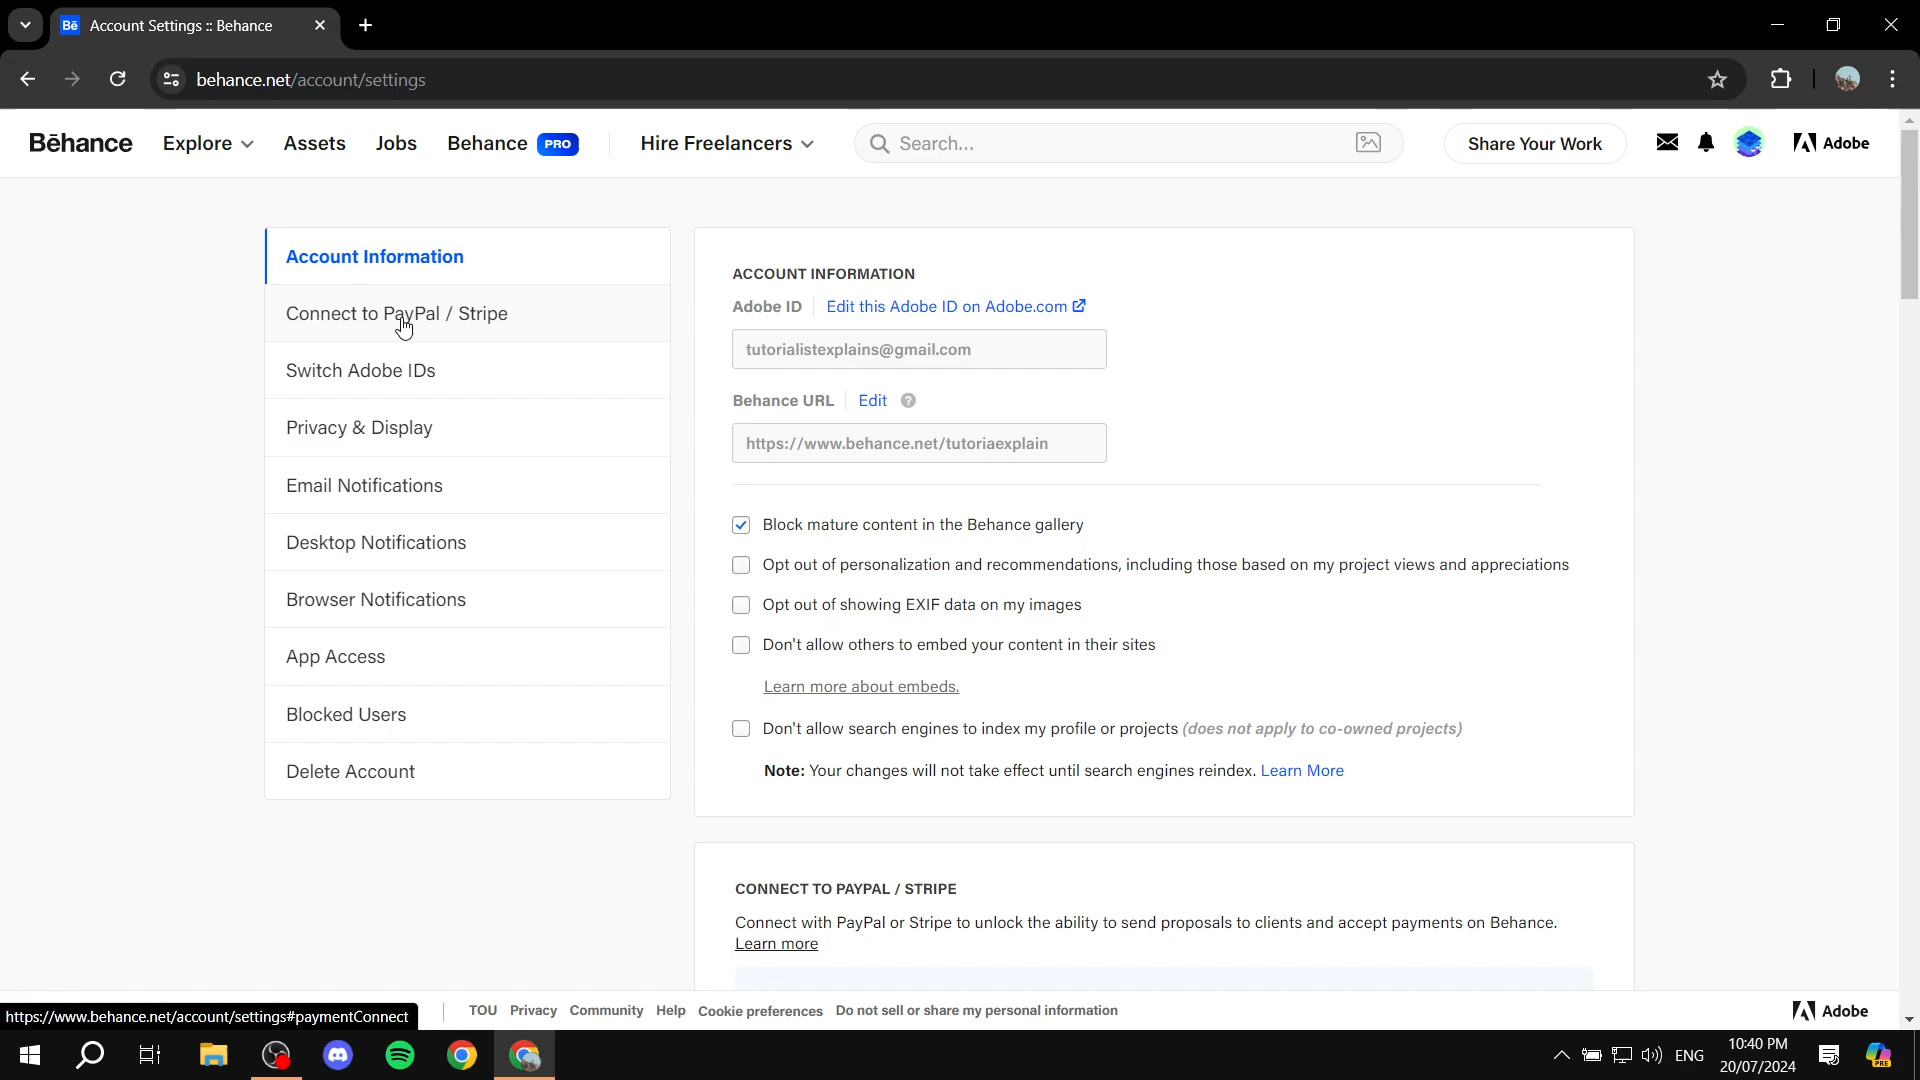 Bē Account Settings :: Behance
behance.net/account/settings
Bēhance Explore Assets Jobs Behance PRO Hire Freelancers Search... Share Your Work Adobe
Account Information
Connect to PayPal / Stripe
Switch Adobe IDs
Privacy & Display
Email Notifications
Desktop Notifications
Browser Notifications
App Access
Blocked Users
Delete Account
ACCOUNT INFORMATION
Adobe ID Edit this Adobe ID on Adobe.com
tutorialistexplains@gmail.com
Behance URL Edit ?
https://www.behance.net/tutoriaexplain
Block mature content in the Behance gallery
Opt out of personalization and recommendations, including those based on my project views and appreciations
Opt out of showing EXIF data on my images
Don't allow others to embed your content in their sites
Learn more about embeds.
Don't allow search engines to index my profile or projects (does not apply to co-owned projects)
Note: Your changes will not take effect until search engines reindex. Learn More
CONNECT TO PAYPAL / STRIPE
Connect with PayPal or Stripe to unlock the ability to send proposals to clients and accept payments on Behance.
Learn more
https://www.behance.net/account/settings#paymentConnect
TOU Privacy Community Help Cookie preferences Do not sell or share my personal information Adobe
ENG
10:40 PM
20/07/2024
PRE